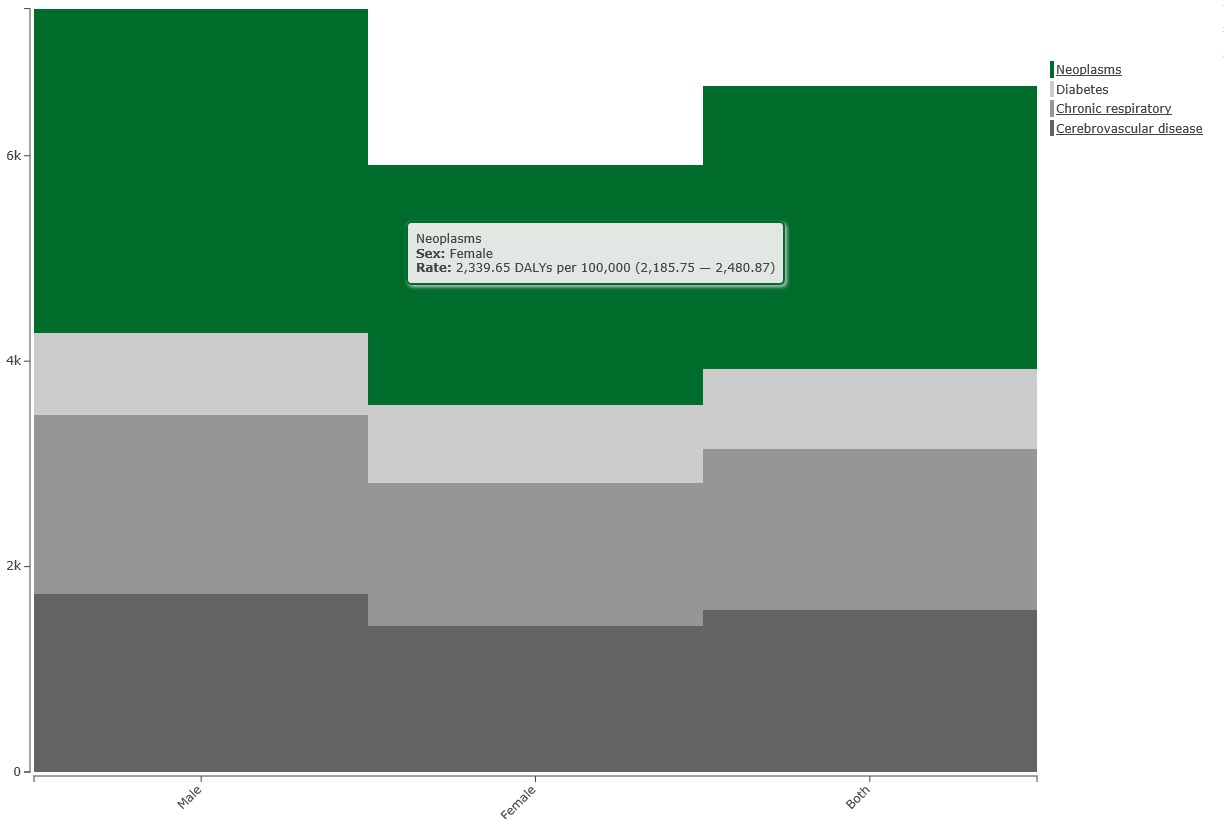 6k
4k
2k
0
Male
Female
Both
Neoplasms
Sex: Female
Rate: 2,339.65 DALYs per 100,000 (2,185.75 — 2,480.87)
Neoplasms
Diabetes
Chronic respiratory
Cerebrovascular disease